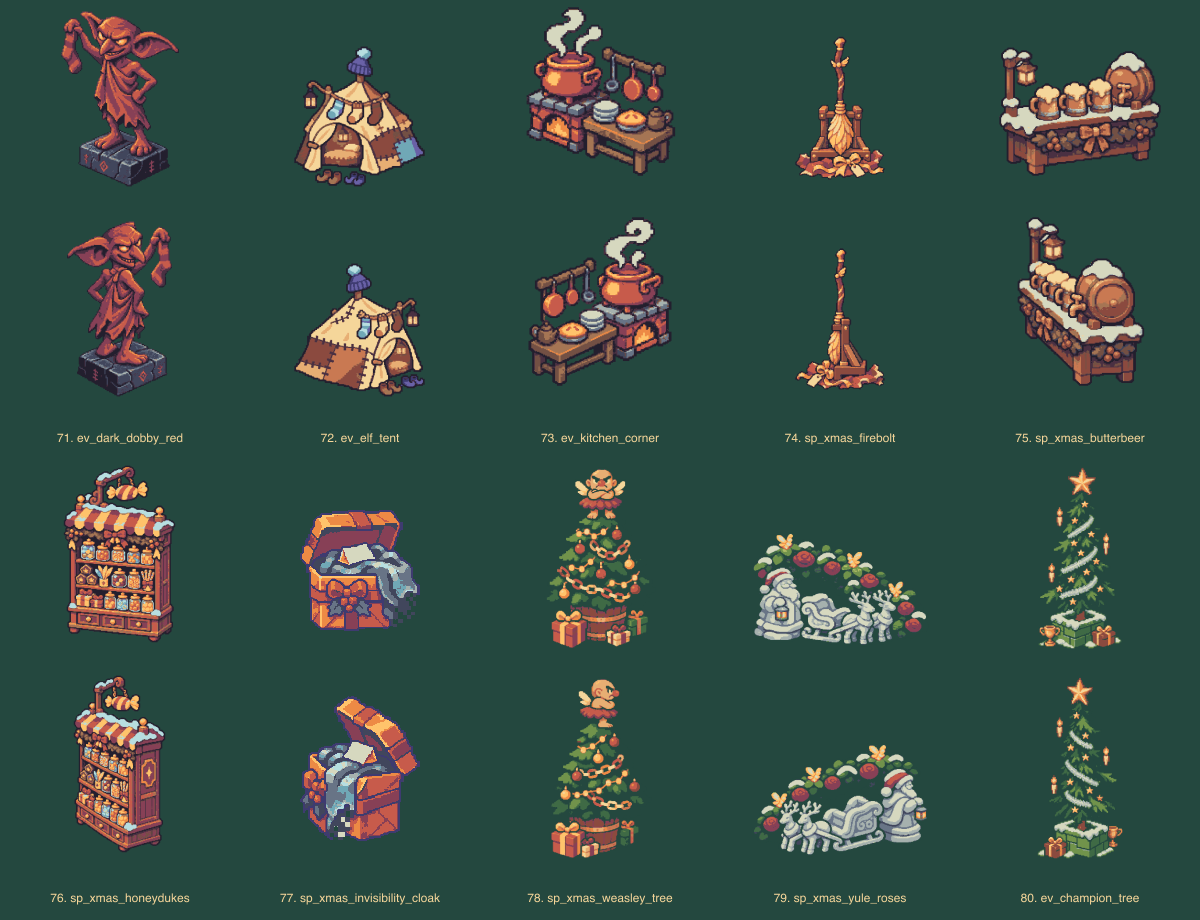 71. ev_dark_dobby_red
72. ev_elf_tent
73. ev_kitchen_corner
74. sp_xmas_firebolt
75. sp_xmas_butterbeer
76. sp_xmas_honeydukes
77. sp_xmas_invisibility_cloak
78. sp_xmas_weasley_tree
79. sp_xmas_yule_roses
80. ev_champion_tree